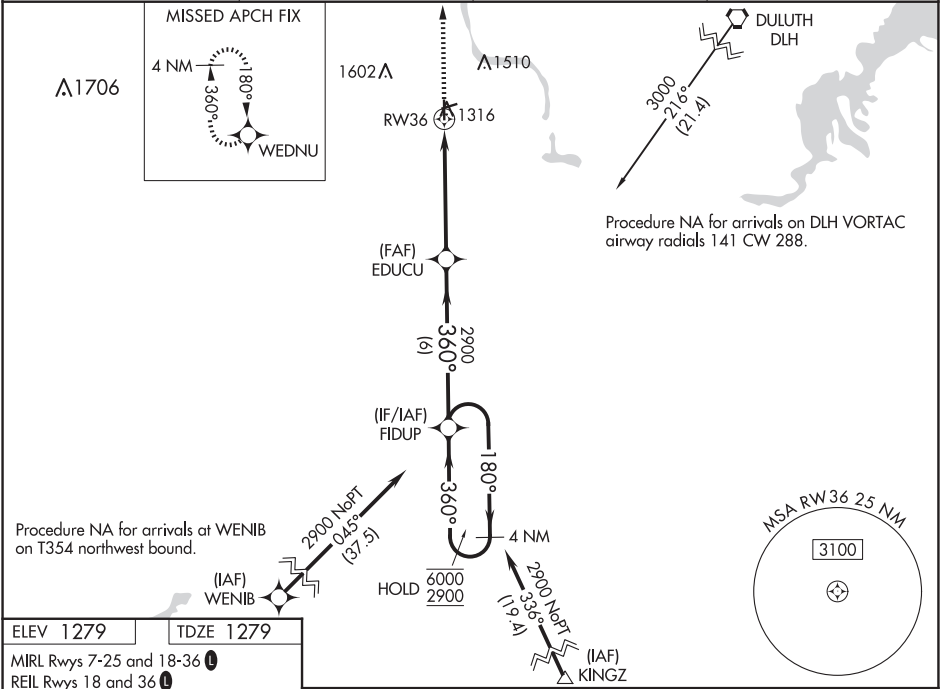 MISSED APCH FIX
4 NM
180°
360°
WEDNU
1706
1602
1510
RW36
1316
DULUTH
DLH
3000
216°
(21.4)
Procedure NA for arrivals on DLH VORTAC
airway radials 141 CW 288.
(FAF)
EDUCU
2900
360°
(6)
(IF/IAF)
FIDUP
180°
360°
4 NM
HOLD
6000
2900
2900 NoPT
045°
(37.5)
Procedure NA for arrivals at WENIB
on T354 northwest bound.
(IAF)
WENIB
2900 NoPT
336°
(19.4)
(IAF)
KINGZ
MSA RW36 25 NM
3100
ELEV 1279
TDZE 1279
MIRL Rwys 7-25 and 18-36 L
REIL Rwys 18 and 36 L